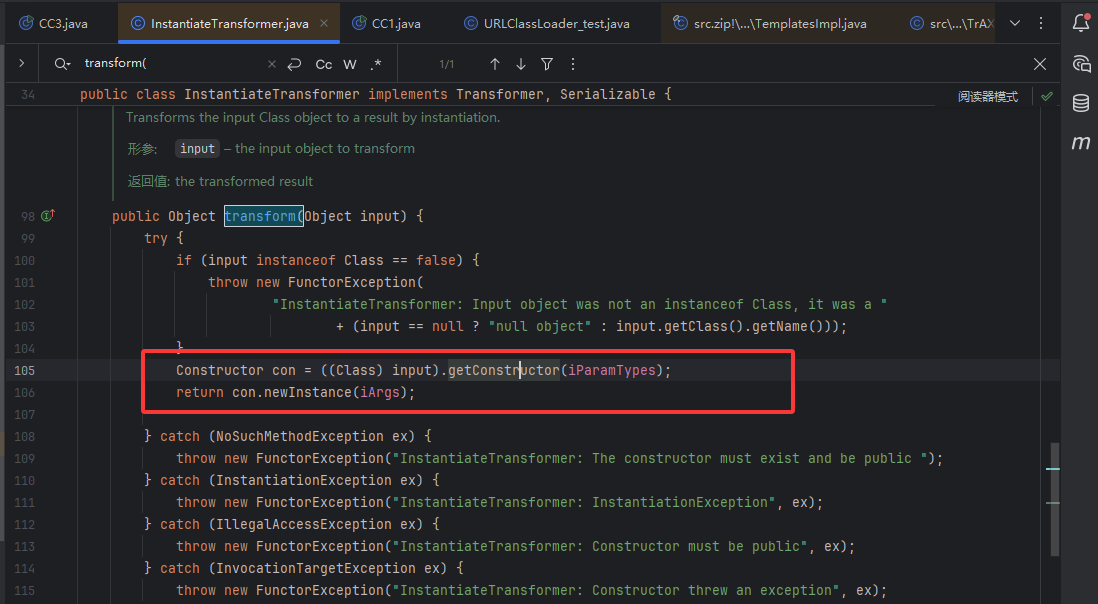 CC3.java InstantiateTransformer.java CC1.java URLClassLoader_test.java src.zip!\...\TemplatesImpl.java src\...\TrAX
transform( Cc W .* 1/1
34 public class InstantiateTransformer implements Transformer, Serializable { 阅读器模式
Transforms the input Class object to a result by instantiation.
形参: input – the input object to transform
返回值: the transformed result
98 public Object transform(Object input) {
99 try {
100 if (input instanceof Class == false) {
101 throw new FunctorException(
102 "InstantiateTransformer: Input object was not an instanceof Class, it was a "
103 + (input == null ? "null object" : input.getClass().getName()));
104 }
105 Constructor con = ((Class) input).getConstructor(iParamTypes);
106 return con.newInstance(iArgs);
107
108 } catch (NoSuchMethodException ex) {
109 throw new FunctorException("InstantiateTransformer: The constructor must exist and be public ");
110 } catch (InstantiationException ex) {
111 throw new FunctorException("InstantiateTransformer: InstantiationException", ex);
112 } catch (IllegalAccessException ex) {
113 throw new FunctorException("InstantiateTransformer: Constructor must be public", ex);
114 } catch (InvocationTargetException ex) {
115 throw new FunctorException("InstantiateTransformer: Constructor threw an exception", ex);